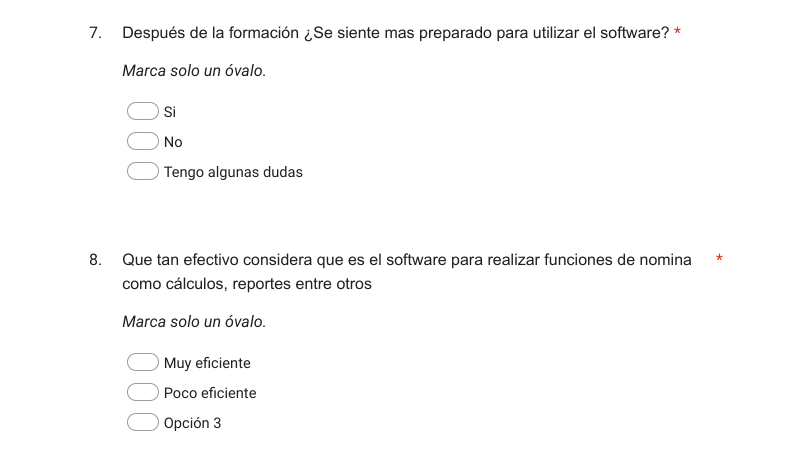 7. Después de la formación ¿Se siente mas preparado para utilizar el software? *
Marca solo un óvalo.
Si
No
Tengo algunas dudas
8. Que tan efectivo considera que es el software para realizar funciones de nomina *
como cálculos, reportes entre otros
Marca solo un óvalo.
Muy eficiente
Poco eficiente
Opción 3